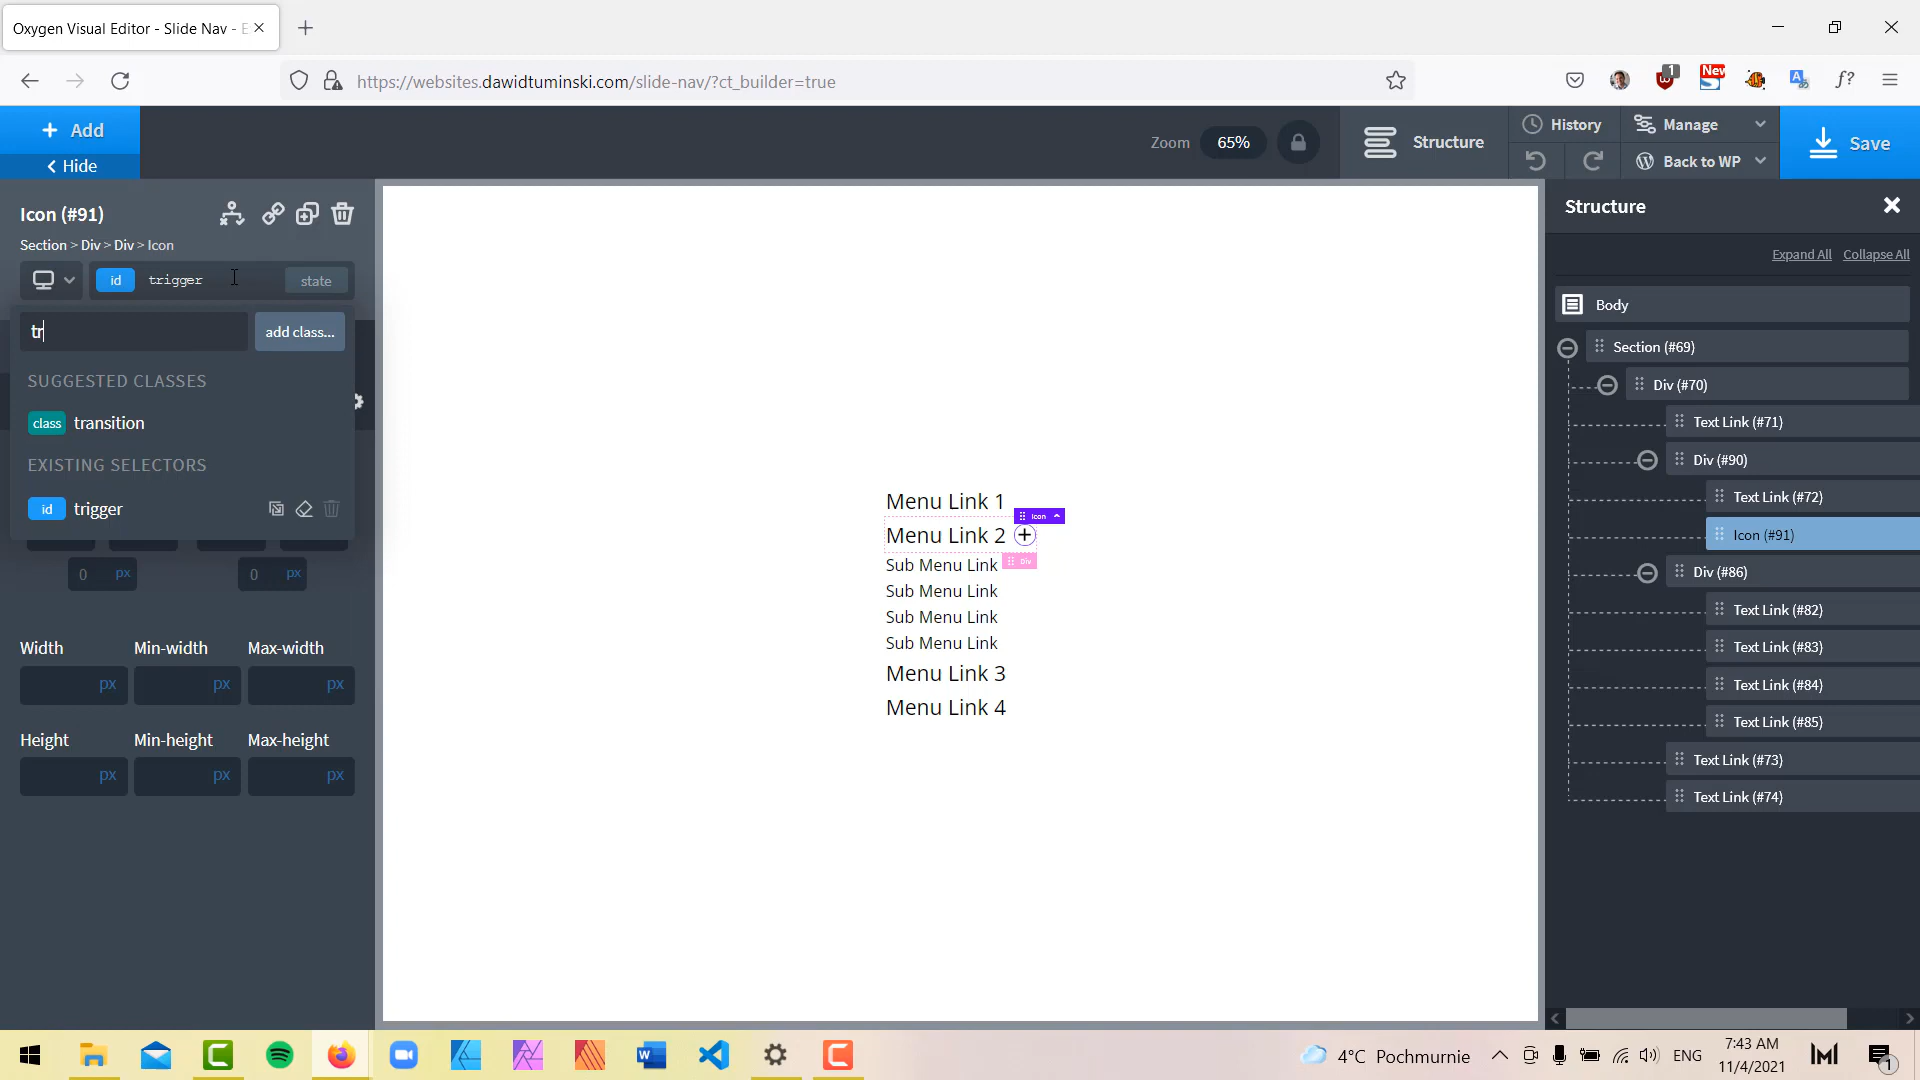 Oxygen Visual Editor - Slide Nav - E
https://websites.dawidtuminski.com/slide-nav/?ct_builder=true
1
New
f?
+ Add
Hide
Zoom 65%
Structure
History
Manage
Back to WP
Save
Icon (#91)
Section > Div > Div > Icon
id trigger state
tr add class...
SUGGESTED CLASSES
class transition
EXISTING SELECTORS
id trigger
0 px 0 px
Width Min-width Max-width
px px px
Height Min-height Max-height
px px px
Menu Link 1
Icon
Menu Link 2
Div
Sub Menu Link
Sub Menu Link
Sub Menu Link
Sub Menu Link
Menu Link 3
Menu Link 4
Structure
Expand All Collapse All
Body
Section (#69)
Div (#70)
Text Link (#71)
Div (#90)
Text Link (#72)
Icon (#91)
Div (#86)
Text Link (#82)
Text Link (#83)
Text Link (#84)
Text Link (#85)
Text Link (#73)
Text Link (#74)
4°C Pochmurnie
ENG
7:43 AM
11/4/2021
1